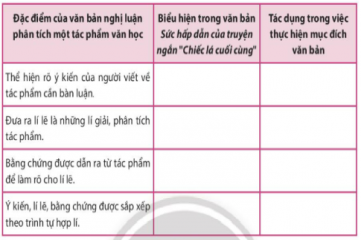 Đặc điểm của văn bản nghị luận
phân tích một tác phẩm văn học
Biểu hiện trong văn bản
Sức hấp dẫn của truyện
ngắn "Chiếc lá cuối cùng"
Tác dụng trong việc
thực hiện mục đích
văn bản
Thể hiện rõ ý kiến của người viết về
tác phẩm cần bàn luận.
Đưa ra lí lẽ là những lí giải, phân tích
tác phẩm.
Bằng chứng được dẫn ra từ tác phẩm
để làm rõ cho lí lẽ.
Ý kiến, lí lẽ, bằng chứng được sắp xếp
theo trình tự hợp lí.